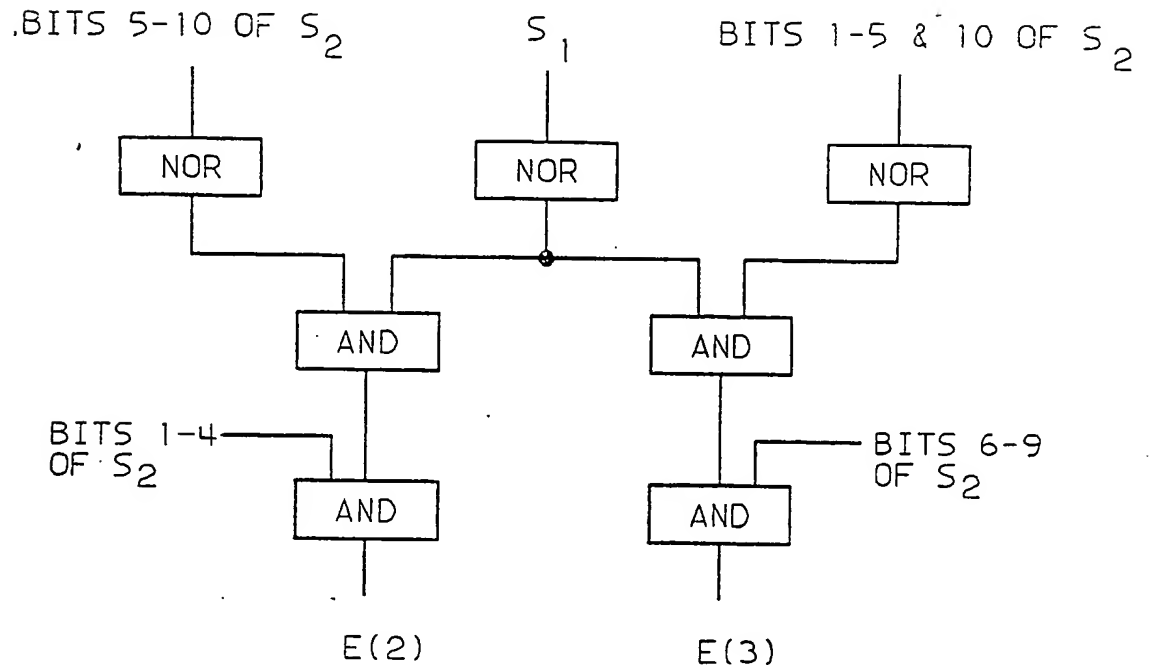 .BITS 5-10 OF S2
S1
BITS 1-5 & 10 OF S2
NOR
NOR
NOR
AND
AND
BITS 1-4
OF S2
BITS 6-9
OF S2
AND
AND
E(2)
E(3)